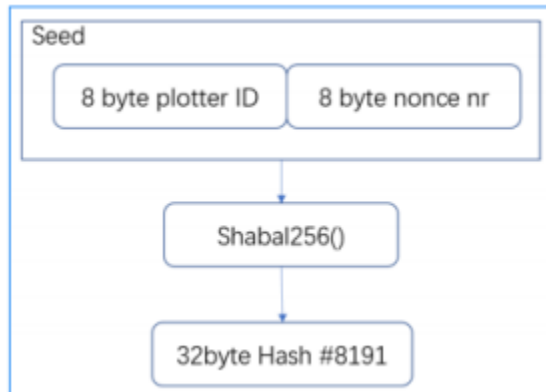 Seed
8 byte plotter ID
8 byte nonce nr
Shabal256()
32byte Hash #8191